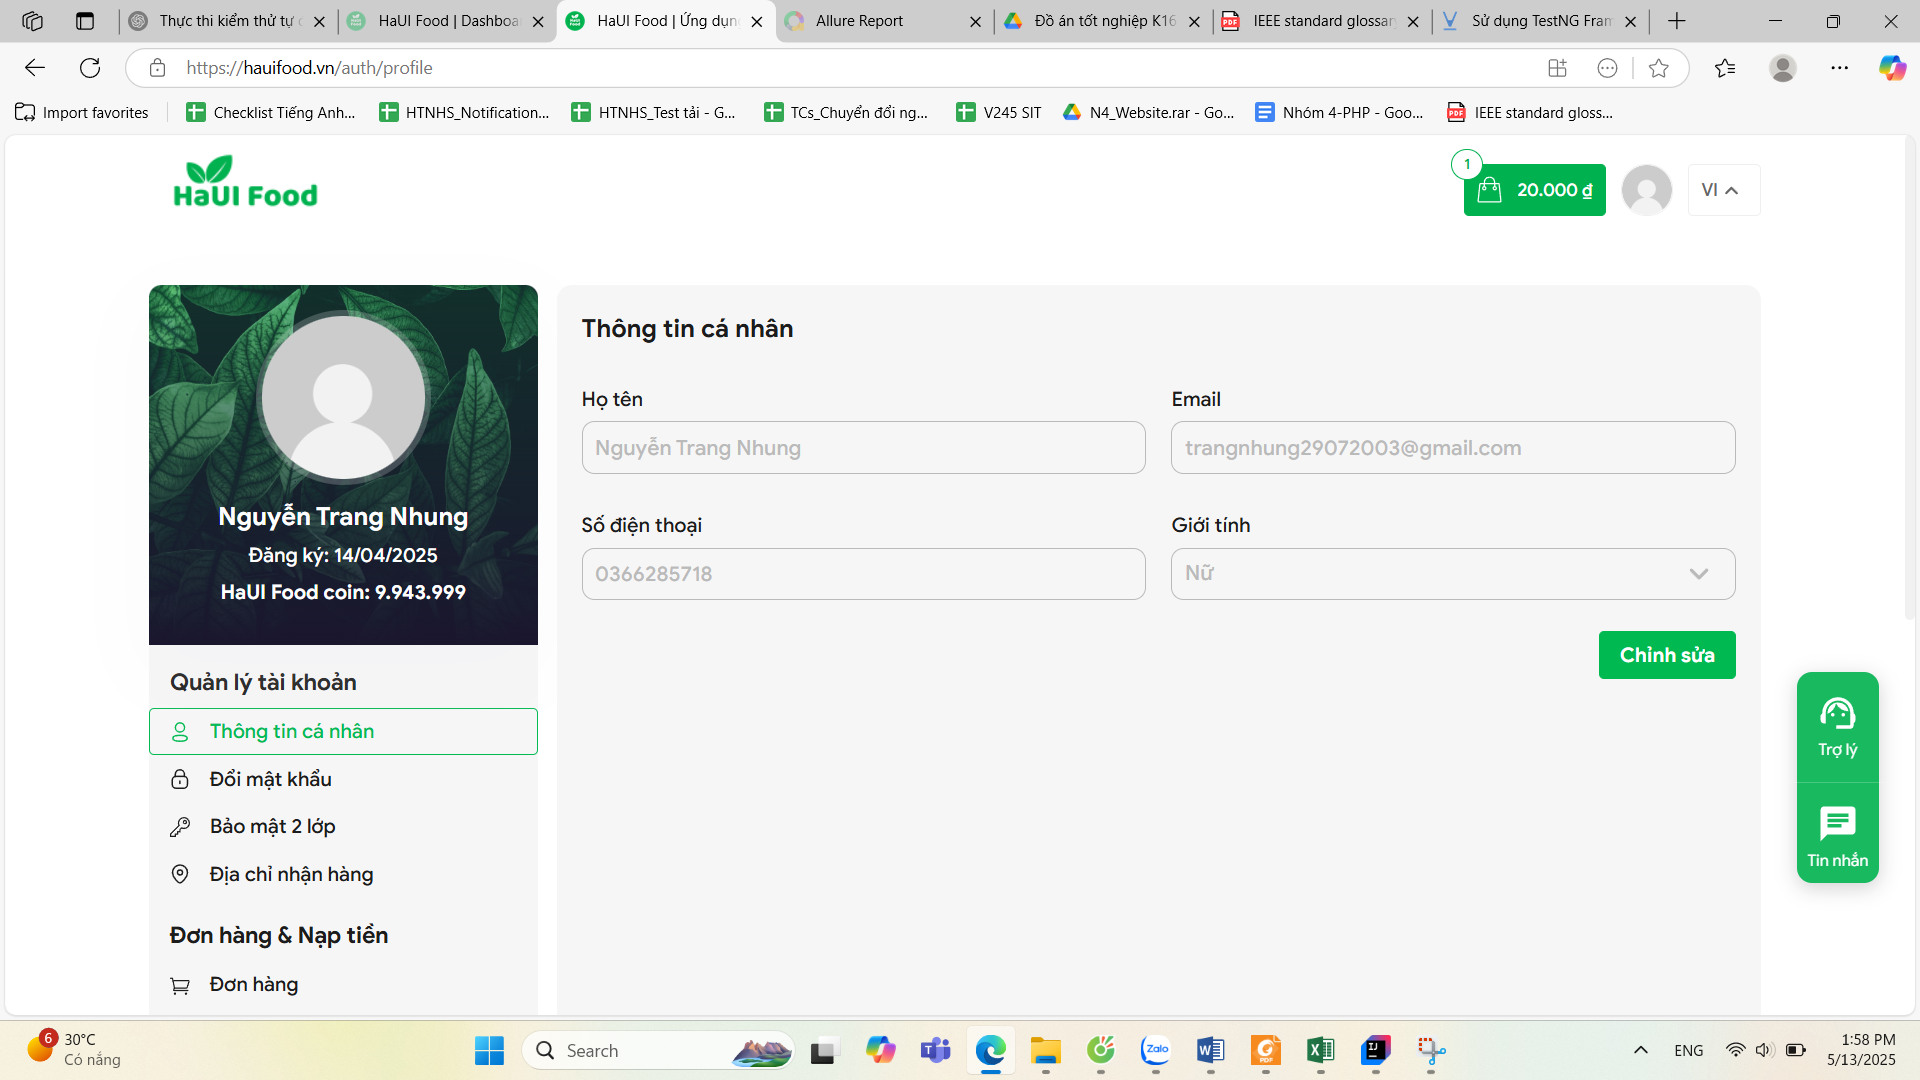 Thực thi kiểm thử tự
HaUI Food | Dashboa
HaUI Food | Ứng dụn
Allure Report
Đồ án tốt nghiệp K16
IEEE standard glossar
Sử dụng TestNG Fram
https://hauifood.vn/auth/profile
Import favorites
Checklist Tiếng Anh...
HTNHS_Notification...
HTNHS_Test tải - G...
TCs_Chuyển đổi ng...
V245 SIT
N4_Website.rar - Go...
Nhóm 4-PHP - Goo...
IEEE standard gloss...
HaUI Food
1
20.000 ₫
VI
Nguyễn Trang Nhung
Đăng ký: 14/04/2025
HaUI Food coin: 9.943.999
Quản lý tài khoản
Thông tin cá nhân
Đổi mật khẩu
Bảo mật 2 lớp
Địa chỉ nhận hàng
Đơn hàng & Nạp tiền
Đơn hàng
Thông tin cá nhân
Họ tên
Nguyễn Trang Nhung
Email
trangnhung29072003@gmail.com
Số điện thoại
0366285718
Giới tính
Nữ
Chỉnh sửa
Trợ lý
Tin nhắn
6
30°C
Có nắng
Search
Zalo
ENG
1:58 PM
5/13/2025